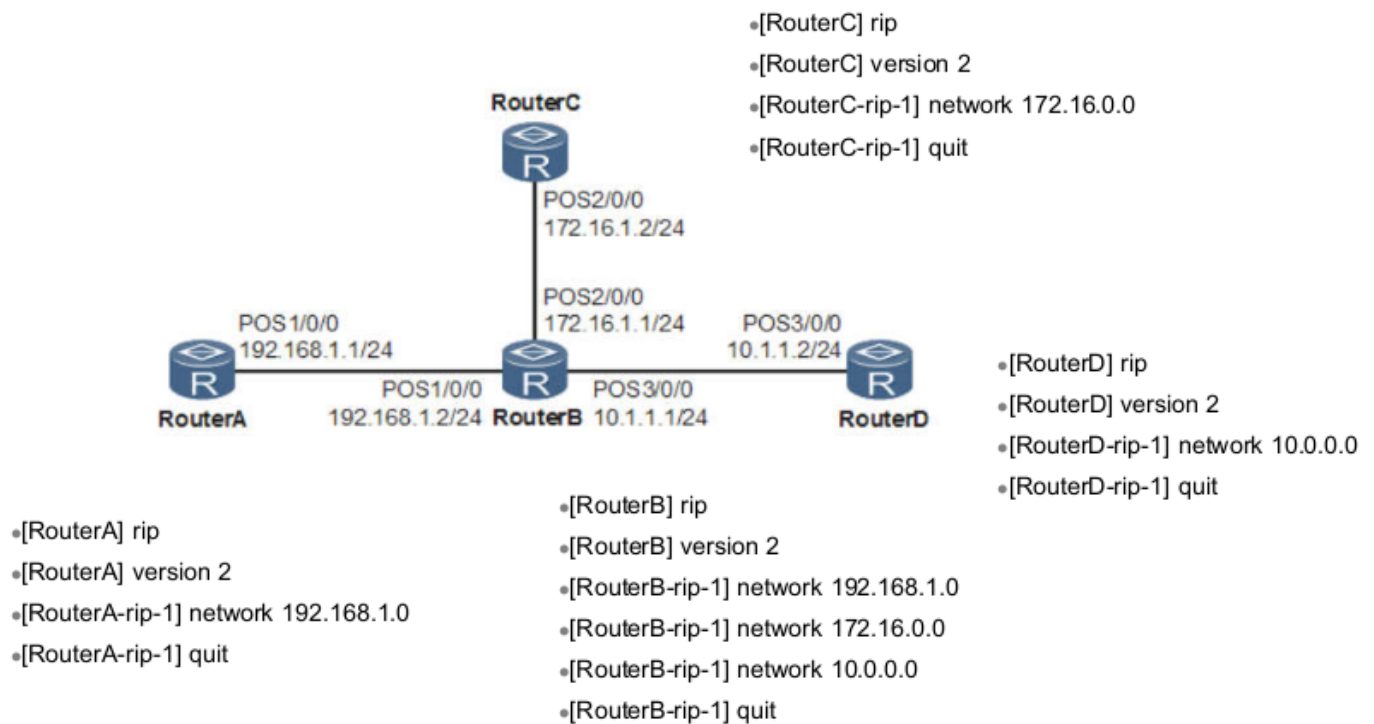 •[RouterC] rip
•[RouterC] version 2
•[RouterC-rip-1] network 172.16.0.0
•[RouterC-rip-1] quit
RouterC
R
POS2/0/0
172.16.1.2/24
POS2/0/0
172.16.1.1/24
POS1/0/0
192.168.1.1/24
R
RouterA
POS1/0/0
192.168.1.2/24
R
RouterB
POS3/0/0
10.1.1.1/24
POS3/0/0
10.1.1.2/24
R
RouterD
•[RouterD] rip
•[RouterD] version 2
•[RouterD-rip-1] network 10.0.0.0
•[RouterD-rip-1] quit
•[RouterA] rip
•[RouterA] version 2
•[RouterA-rip-1] network 192.168.1.0
•[RouterA-rip-1] quit
•[RouterB] rip
•[RouterB] version 2
•[RouterB-rip-1] network 192.168.1.0
•[RouterB-rip-1] network 172.16.0.0
•[RouterB-rip-1] network 10.0.0.0
•[RouterB-rip-1] quit